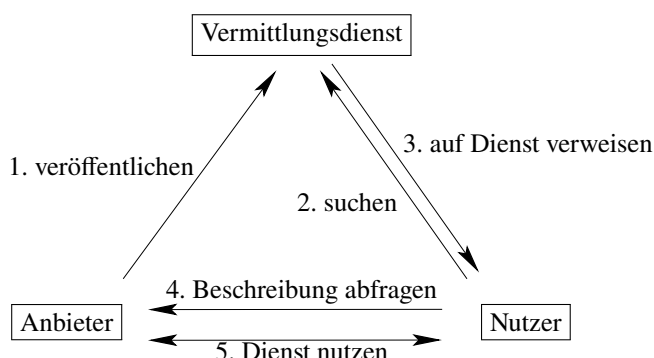 Vermittlungsdienst
1. veröffentlichen
3. auf Dienst verweisen
2. suchen
4. Beschreibung abfragen
Anbieter
Nutzer
5. Dienst nutzen